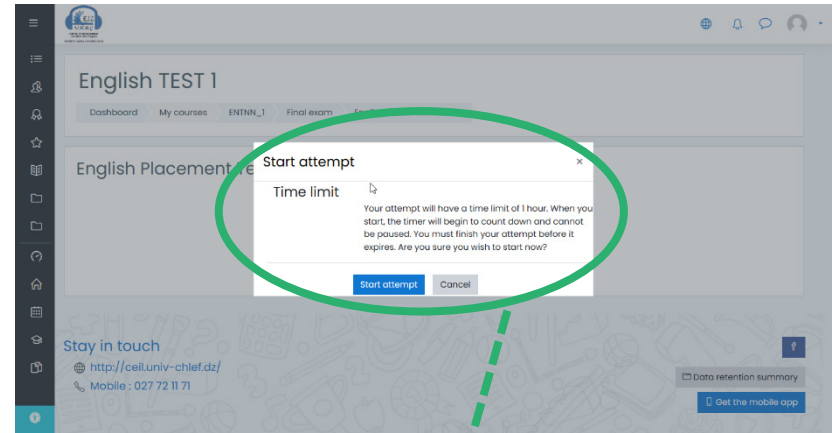 English TEST 1
Dashboard My courses ENTNN_1 Final exam
Start attempt ×
English Placement
Time limit
Your attempt will have a time limit of 1 hour. When you
start, the timer will begin to count down and cannot
be paused. You must finish your attempt before it
expires. Are you sure you wish to start now?
Start attempt Cancel
Stay in touch
http://ceil.univ-chlef.dz/
Mobile : 027 72 11 71
Data retention summary
Get the mobile app